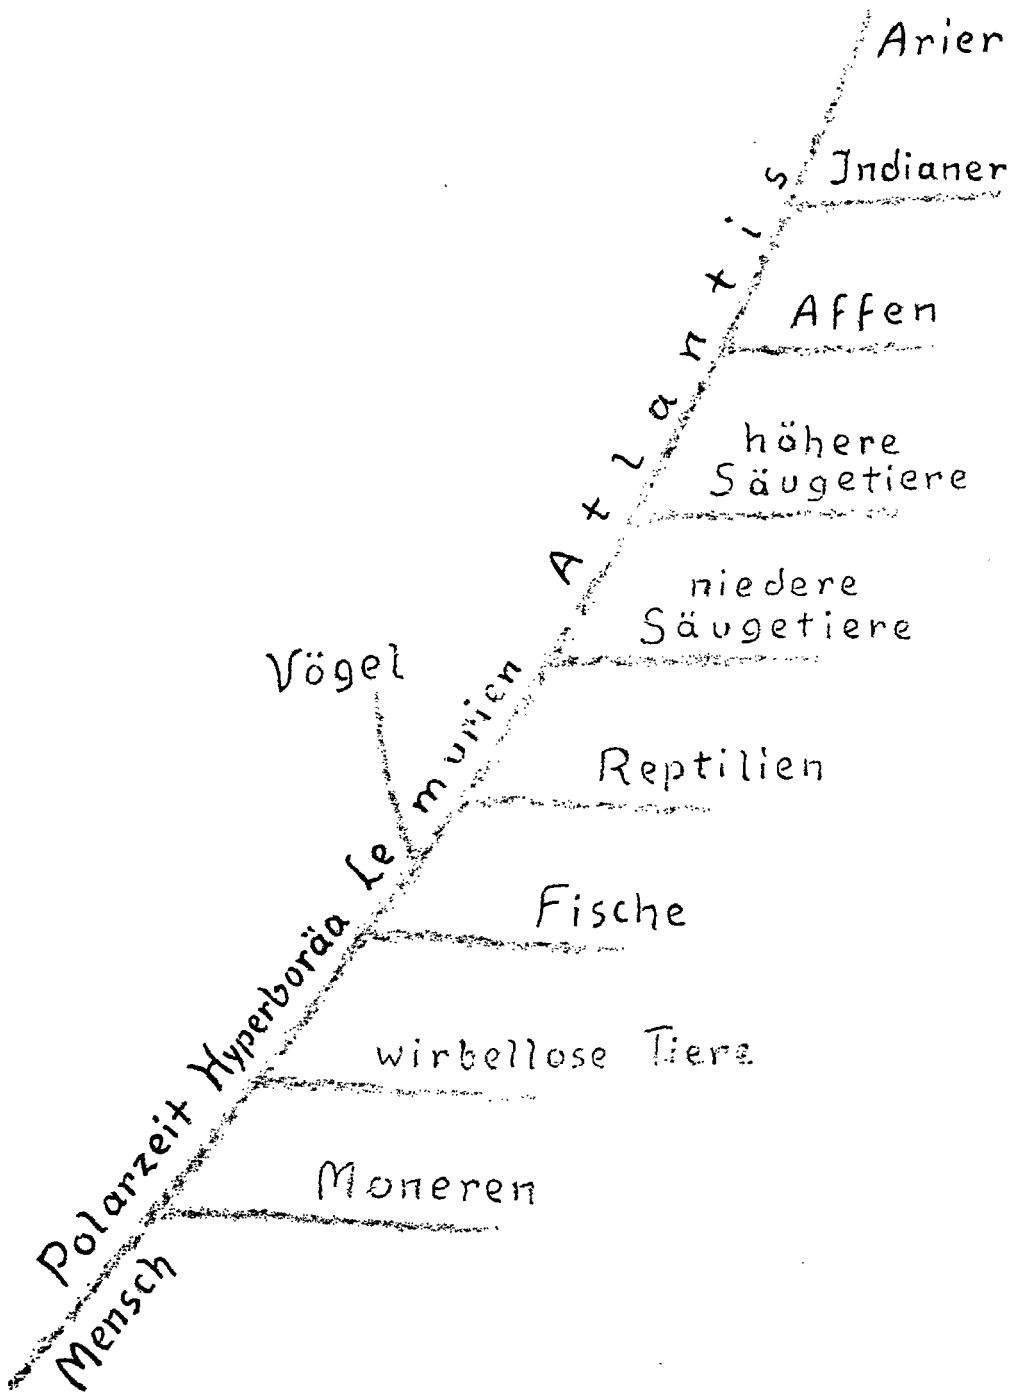 Arier
Indianer
Affen
höhere
Säugetiere
niedere
Säugetiere
Vögel
Reptilien
Fische
wirbellose Tiere
Moneren
Polarzeit Hyperboräa Lemurien Atlantis
Mensch